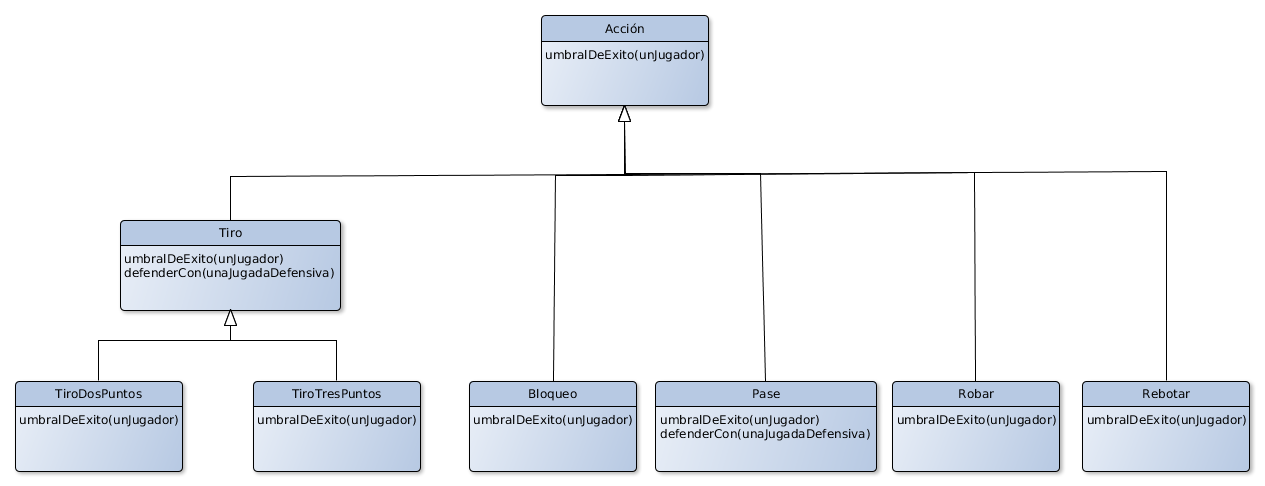 Acción
umbralDeExito(unJugador)
Tiro
umbralDeExito(unJugador)
defenderCon(unaJugadaDefensiva)
TiroDosPuntos
umbralDeExito(unJugador)
TiroTresPuntos
umbralDeExito(unJugador)
Bloqueo
umbralDeExito(unJugador)
Pase
umbralDeExito(unJugador)
defenderCon(unaJugadaDefensiva)
Robar
umbralDeExito(unJugador)
Rebotar
umbralDeExito(unJugador)